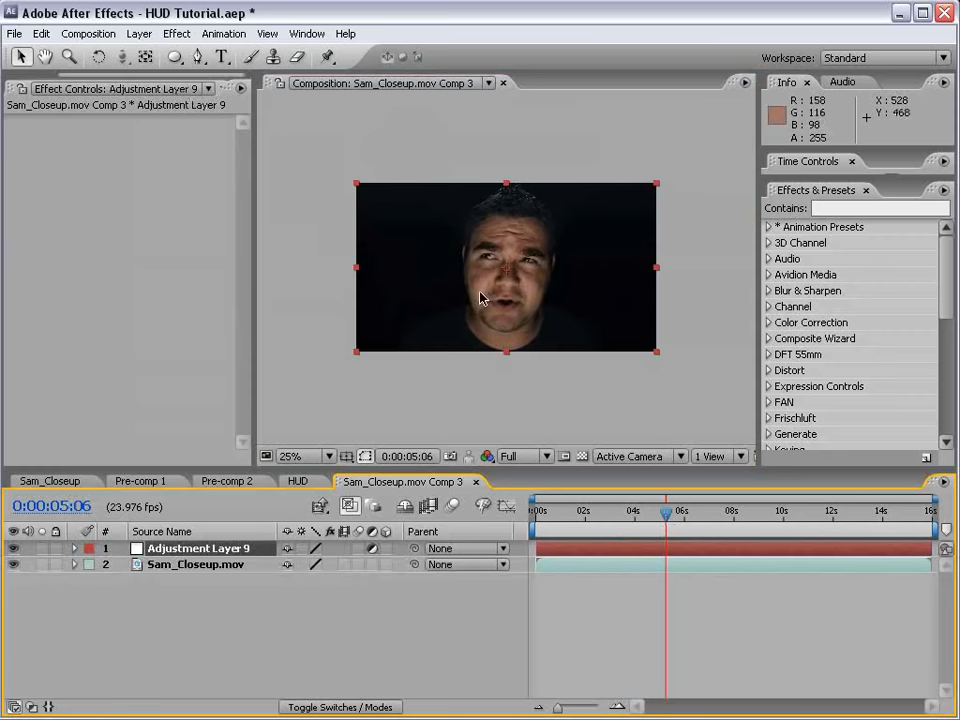 Adobe After Effects - HUD Tutorial.aep *
File Edit Composition Layer Effect Animation View Window Help
Workspace: Standard
Effect Controls: Adjustment Layer 9
Sam_Closeup.mov Comp 3 * Adjustment Layer 9
Composition: Sam_Closeup.mov Comp 3
Info Audio
R: 158
G: 116
B: 98
A: 255
X: 528
Y: 468
Time Controls
Effects & Presets
Contains:
* Animation Presets
3D Channel
Audio
Avidion Media
Blur & Sharpen
Channel
Color Correction
Composite Wizard
DFT 55mm
Distort
Expression Controls
FAN
Frischluft
Generate
Keying
25% 0:00:05:06 Full Active Camera 1 View
Sam_Closeup Pre-comp 1 Pre-comp 2 HUD Sam_Closeup.mov Comp 3
0:00:05:06 (23.976 fps)
:00s 02s 04s 06s 08s 10s 12s 14s 16s
# Source Name Parent
1 Adjustment Layer 9 None
2 Sam_Closeup.mov None
Toggle Switches / Modes